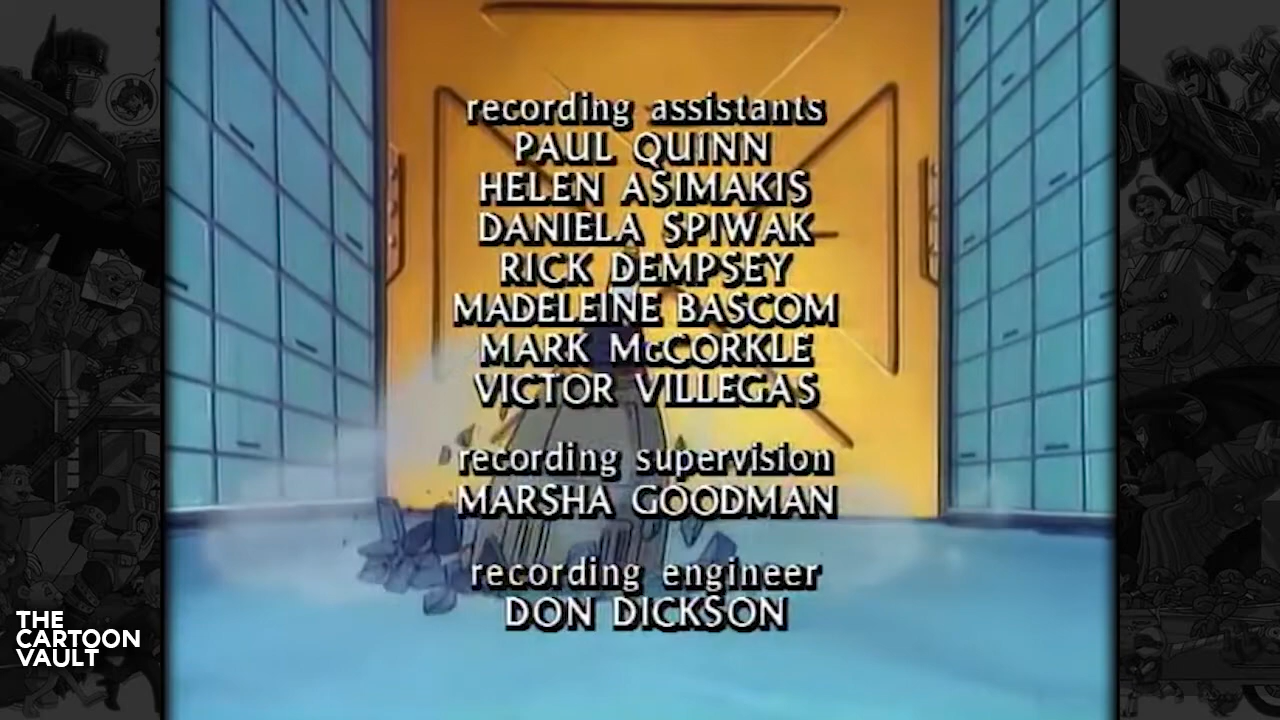 recording assistants
PAUL QUINN
HELEN ASIMAKIS
DANIELA SPIWAK
RICK DEMPSEY
MADELEINE BASCOM
MARK McCORKLE
VICTOR VILLEGAS
recording supervision
MARSHA GOODMAN
recording engineer
DON DICKSON
THE
CARTOON
VAULT